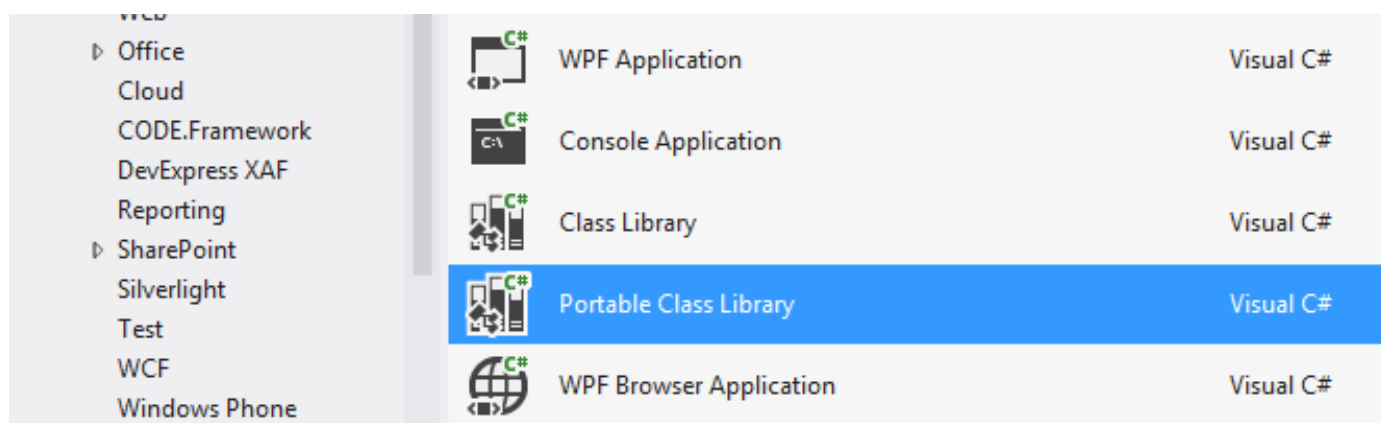 Web
Office
Cloud
CODE.Framework
DevExpress XAF
Reporting
SharePoint
Silverlight
Test
WCF
Windows Phone
C#
WPF Application
Visual C#
C#
C:\
Console Application
Visual C#
C#
Class Library
Visual C#
C#
Portable Class Library
Visual C#
C#
WPF Browser Application
Visual C#